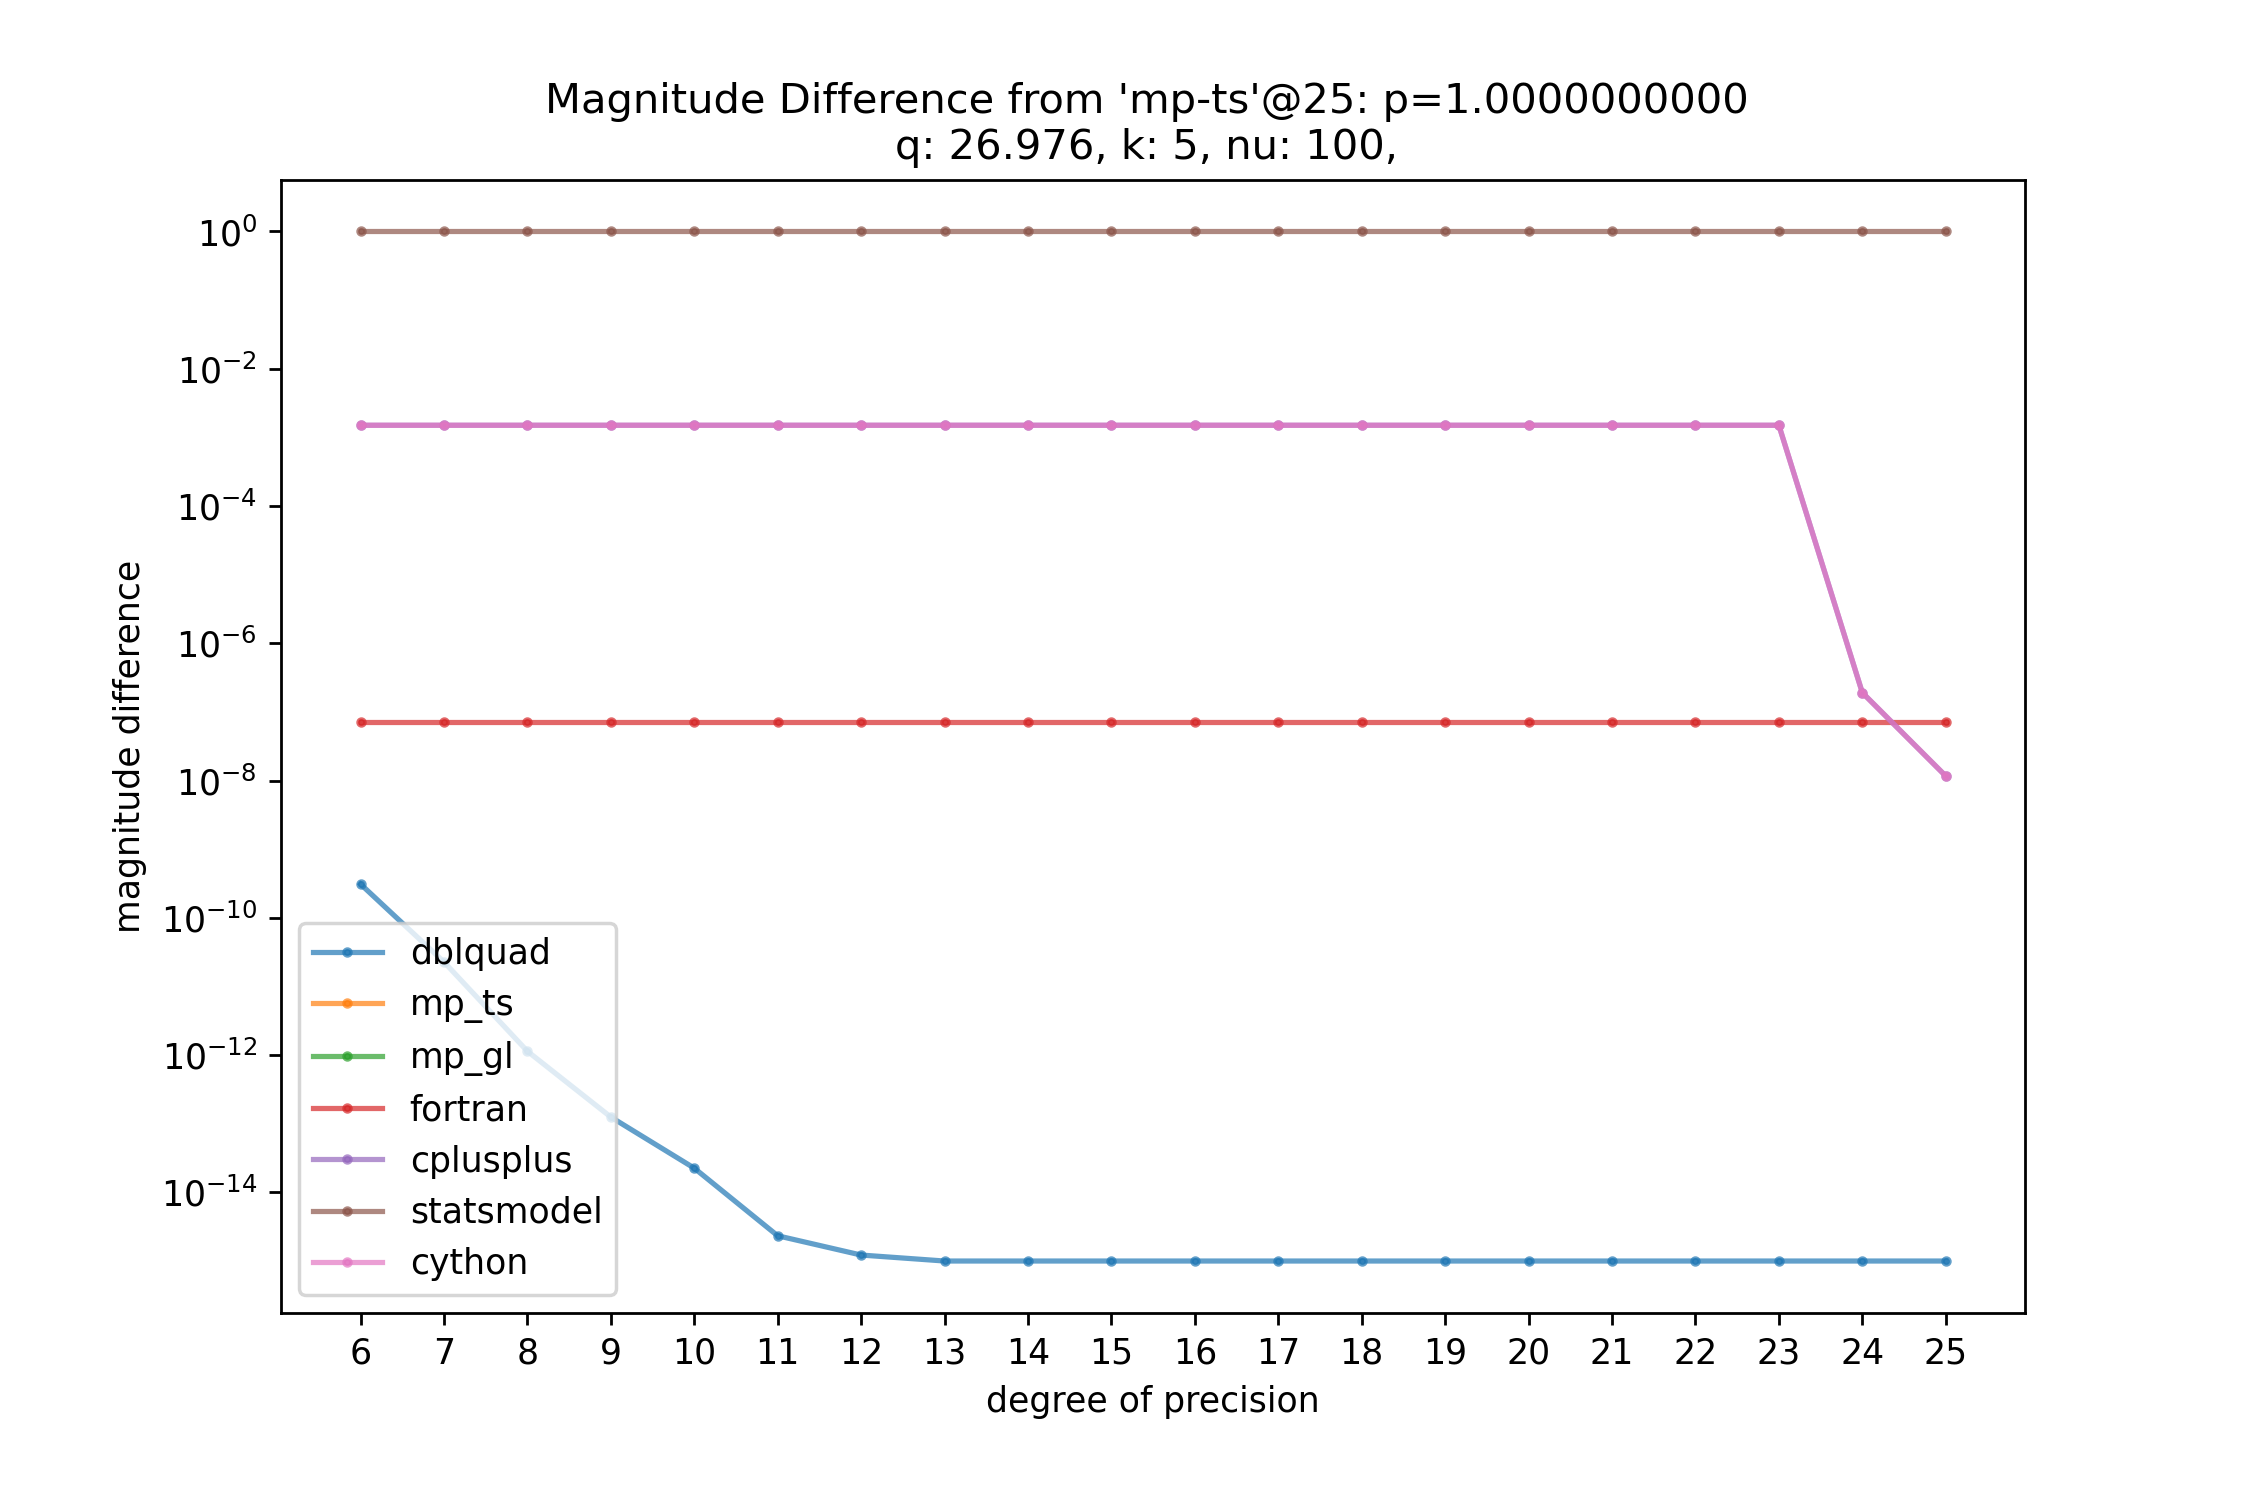 Magnitude Difference from 'mp-ts'@25: p=1.0000000000
q: 26.976, k: 5, nu: 100,
magnitude difference
10⁰
10⁻²
10⁻⁴
10⁻⁶
10⁻⁸
10⁻¹⁰
10⁻¹²
10⁻¹⁴
dblquad
mp_ts
mp_gl
fortran
cplusplus
statsmodel
cython
6 7 8 9 10 11 12 13 14 15 16 17 18 19 20 21 22 23 24 25
degree of precision